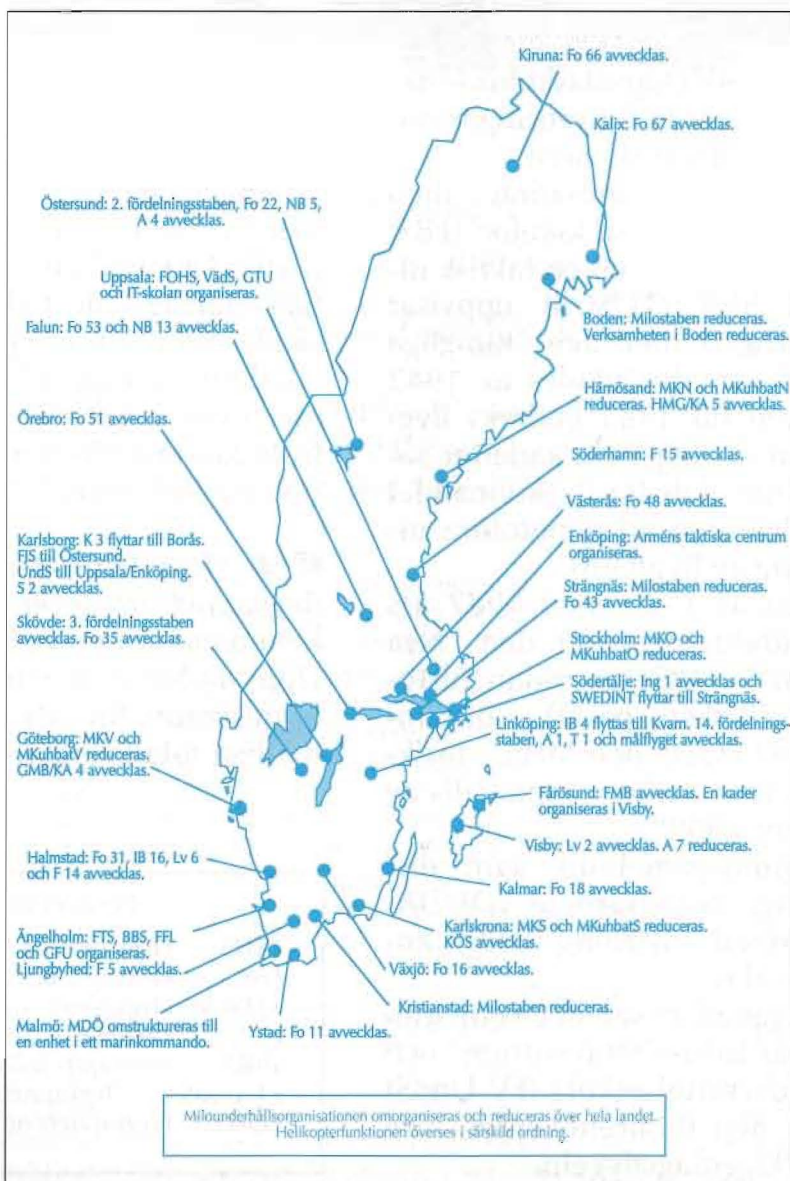 Kiruna: Fo 66 avvecklas.
Kalix: Fo 67 avvecklas.
Östersund: 2. fördelningsstaben, Fo 22, NB 5,
A 4 avvecklas.
Uppsala: FOHS, VädS, GTU
och IT-skolan organiseras.
Falun: Fo 53 och NB 13 avvecklas.
Örebro: Fo 51 avvecklas.
Karlsborg: K 3 flyttar till Borås.
FJS till Östersund.
UndS till Uppsala/Enköping.
S 2 avvecklas.
Skövde: 3. fördelningsstaben
avvecklas. Fo 35 avvecklas.
Göteborg: MKV och
MKuhbatV reduceras.
GMB/KA 4 avvecklas.
Halmstad: Fo 31, IB 16, Lv 6
och F 14 avvecklas.
Ängelholm: FTS, BBS, FFL
och GFU organiseras.
Ljungbyhed: F 5 avvecklas.
Malmö: MDÖ omstruktureras till
en enhet i ett marinkommando.
Ystad: Fo 11 avvecklas.
Boden: Milostaben reduceras.
Verksamheten i Boden reduceras.
Härnösand: MKN och MKuhbatN
reduceras. HMG/KA 5 avvecklas.
Söderhamn: F 15 avvecklas.
Västerås: Fo 48 avvecklas.
Enköping: Arméns taktiska centrum
organiseras.
Strängnäs: Milostaben reduceras.
Fo 43 avvecklas.
Stockholm: MKO och
MKuhbatO reduceras.
Södertälje: Ing 1 avvecklas och
SWEDINT flyttar till Strängnäs.
Linköping: IB 4 flyttas till Kvarn. 14. fördelnings-
staben, A 1, T 1 och målflyget avvecklas.
Fårösund: FMB avvecklas. En kader
organiseras i Visby.
Visby: Lv 2 avvecklas. A 7 reduceras.
Kalmar: Fo 18 avvecklas.
Karlskrona: MKS och MKuhbatS reduceras.
KÖS avvecklas.
Växjö: Fo 16 avvecklas.
Kristianstad: Milostaben reduceras.
Milounderhållsorganisationen omorganiseras och reduceras över hela landet.
Helikopterfunktionen överses i särskild ordning.